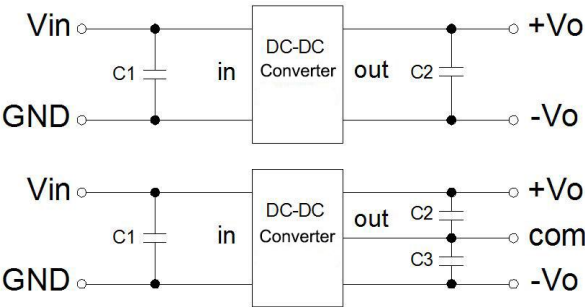 Vin
+Vo
DC-DC
C1
in
Converter
out
C2
GND
-Vo
Vin
+Vo
DC-DC
out
C2
C1
in
Converter
com
C3
GND
-Vo